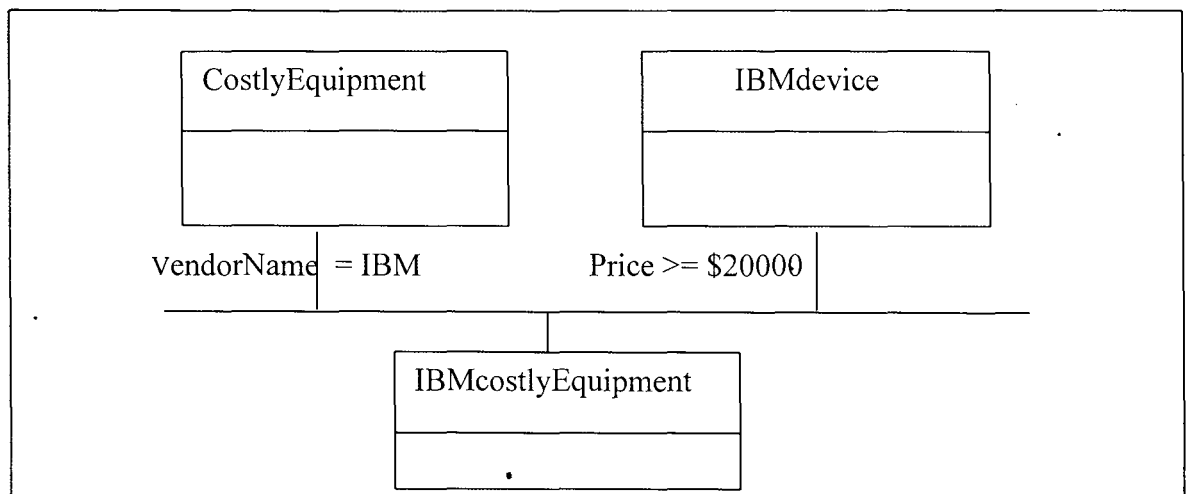 CostlyEquipment
IBMdevice
VendorName = IBM
Price >= $20000
IBMcostlyEquipment